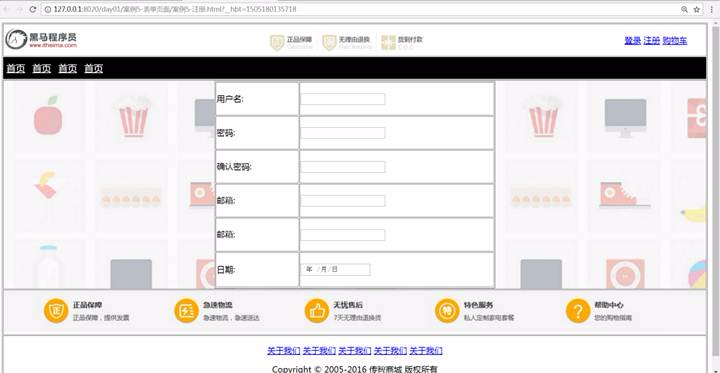 127.0.0.1:8020/day01/案例5-表单页面/案例5-注册.html?__hbt=1505180135718
黑马程序员
www.itheima.com
正品保障
无理由退换
货到付款
登录 注册 购物车
首页 首页 首页 首页
用户名:
密码:
确认密码:
邮箱:
邮箱:
日期: 年 /月/日
正品保障
正品保障，提供发票
急速物流
急速物流，急速送达
无忧售后
7天无理由退换货
特色服务
私人定制家电套餐
帮助中心
您的购物指南
关于我们 关于我们 关于我们 关于我们 关于我们
Copyright © 2005-2016 传智商城 版权所有